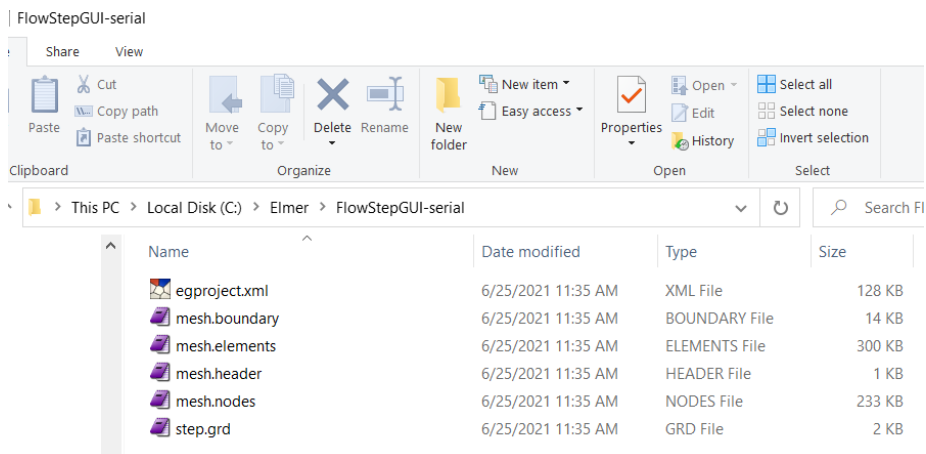 FlowStepGUI-serial
Share View
Cut
Copy path
Paste shortcut
Paste
Move to
Copy to
Delete
Rename
New folder
New item
Easy access
Properties
Open
Edit
History
Select all
Select none
Invert selection
Clipboard Organize New Open Select
This PC > Local Disk (C:) > Elmer > FlowStepGUI-serial
Search Fl
Name Date modified Type Size
egproject.xml 6/25/2021 11:35 AM XML File 128 KB
mesh.boundary 6/25/2021 11:35 AM BOUNDARY File 14 KB
mesh.elements 6/25/2021 11:35 AM ELEMENTS File 300 KB
mesh.header 6/25/2021 11:35 AM HEADER File 1 KB
mesh.nodes 6/25/2021 11:35 AM NODES File 233 KB
step.grd 6/25/2021 11:35 AM GRD File 2 KB